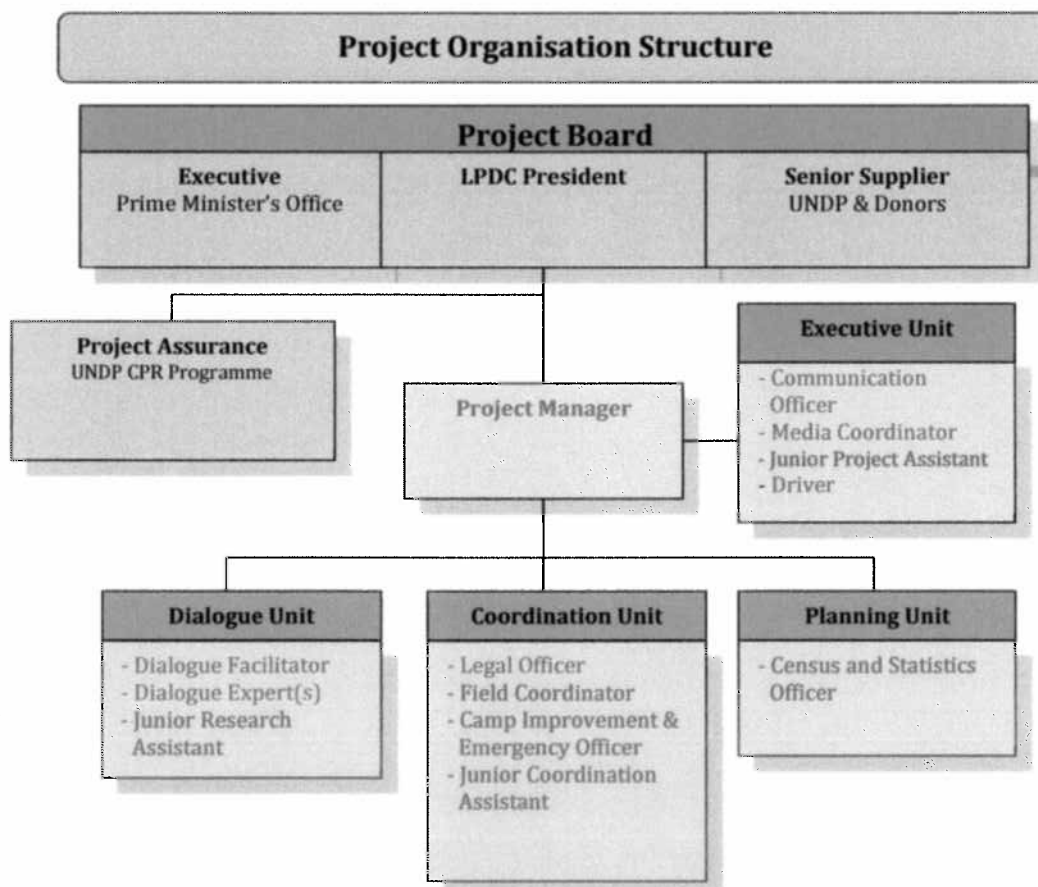 Project Organisation Structure
Project Board
Executive
Prime Minister's Office
LPDC President
Senior Supplier
UNDP & Donors
Project Assurance
UNDP CPR Programme
Project Manager
Executive Unit
- Communication
Officer
- Media Coordinator
- Junior Project Assistant
- Driver
Dialogue Unit
- Dialogue Facilitator
- Dialogue Expert(s)
- Junior Research
Assistant
Coordination Unit
- Legal Officer
- Field Coordinator
- Camp Improvement &
Emergency Officer
- Junior Coordination
Assistant
Planning Unit
- Census and Statistics
Officer